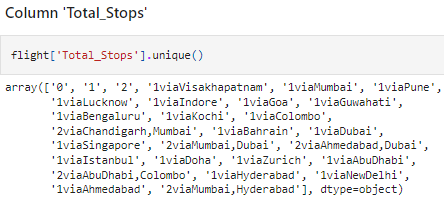 Column 'Total_Stops'
flight['Total_Stops'].unique()
array(['0', '1', '2', '1viaVisakhapatnam', '1viaMumbai', '1viaPune',
'1viaLucknow', '1viaIndore', '1viaGoa', '1viaGuwahati',
'1viaBengaluru', '1viaKochi', '1viaColombo',
'2viaChandigarh,Mumbai', '1viaBahrain', '1viaDubai',
'1viaSingapore', '2viaMumbai,Dubai', '2viaAhmedabad,Dubai',
'1viaIstanbul', '1viaDoha', '1viaZurich', '1viaAbuDhabi',
'2viaAbuDhabi,Colombo', '1viaHyderabad', '1viaNewDelhi',
'1viaAhmedabad', '2viaMumbai,Hyderabad'], dtype=object)